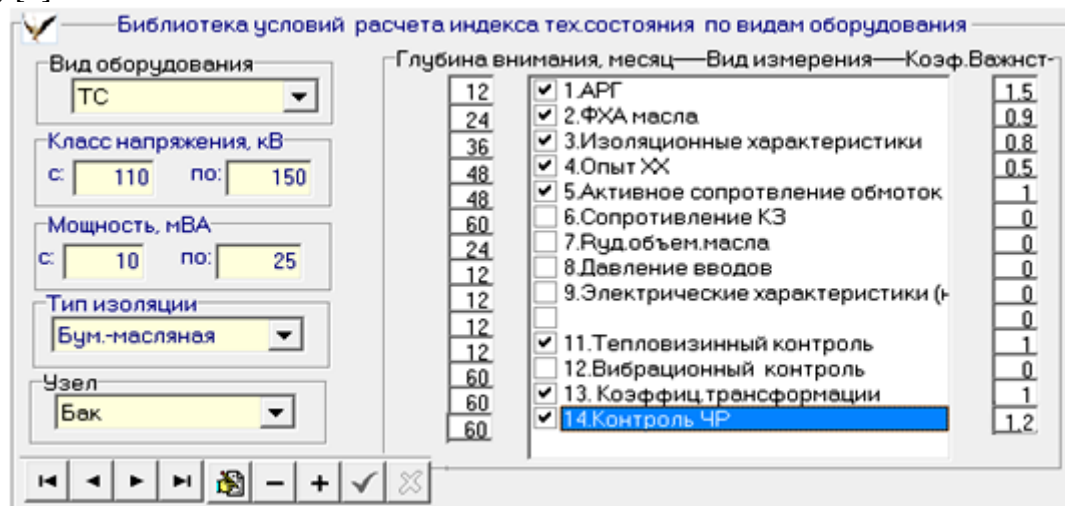 [0]
Библиотека условий расчета индекса тех.состояния по видам оборудования
Вид оборудования
ТС
Класс напряжения, кВ
с: 110 по: 150
Мощность, мВА
с: 10 по: 25
Тип изоляции
Бум.-масляная
Узел
Бак
Глубина внимания, месяц Вид измерения Коэф.Важнст-
12 1.АРГ 1.5
24 2.ФХА масла 0.9
36 3.Изоляционные характеристики 0.8
48 4.Опыт ХХ 0.5
48 5.Активное сопротвление обмоток 1
60 6.Сопротивление КЗ 0
24 7.Rуд.объем.масла 0
12 8.Давление вводов 0
12 9.Электрические характеристики (н 0
12 0
12 11.Тепловизинный контроль 1
60 12.Вибрационный контроль 0
60 13. Коэффиц.трансформации 1
60 14.Контроль ЧР 1.2